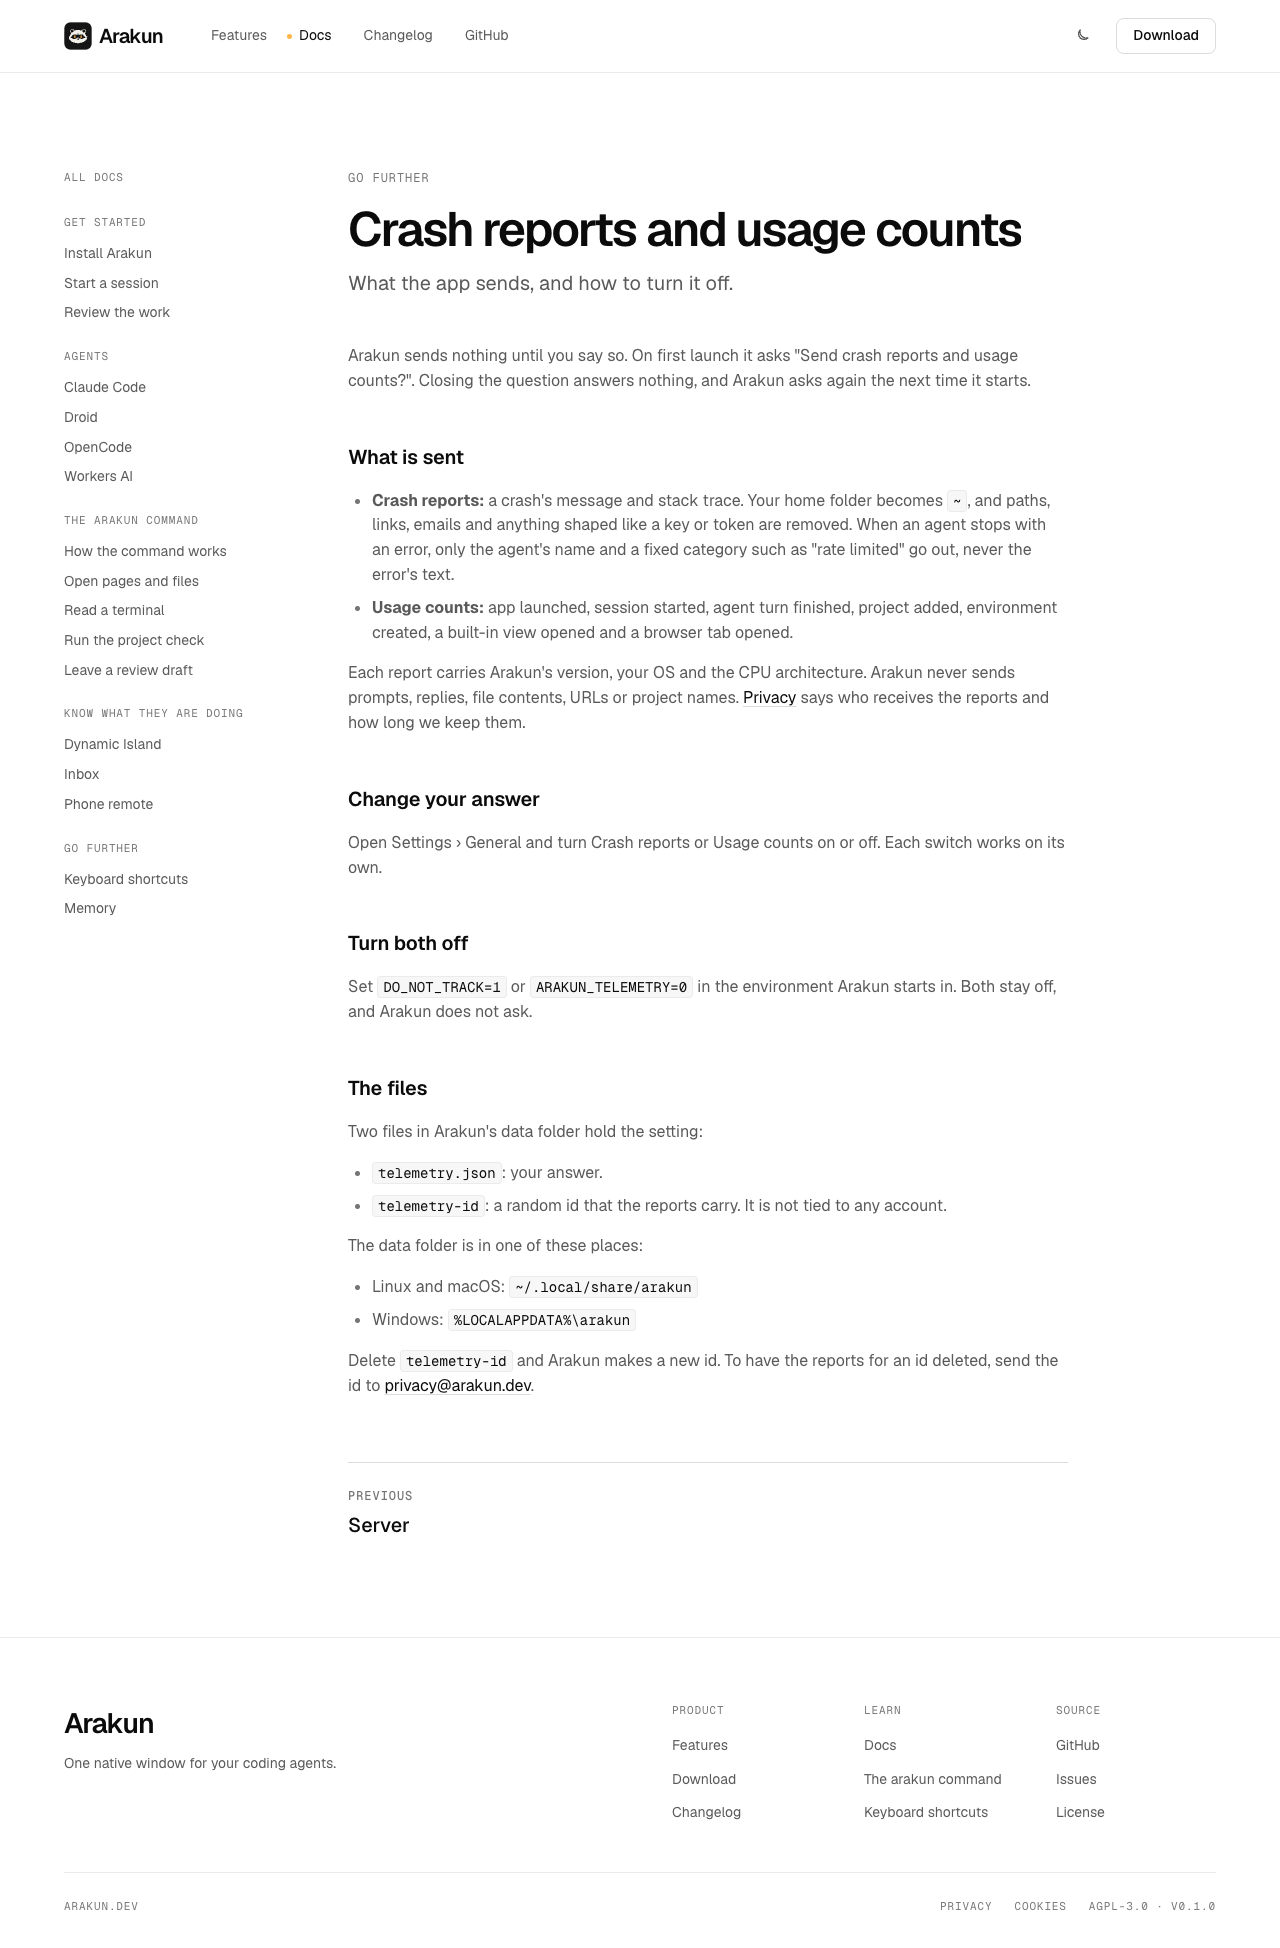 Arakun
Features
Docs
Changelog
GitHub
Download
ALL DOCS
GET STARTED
Install Arakun
Start a session
Review the work
AGENTS
Claude Code
Droid
OpenCode
Workers AI
THE ARAKUN COMMAND
How the command works
Open pages and files
Read a terminal
Run the project check
Leave a review draft
KNOW WHAT THEY ARE DOING
Dynamic Island
Inbox
Phone remote
GO FURTHER
Keyboard shortcuts
Memory
GO FURTHER
Crash reports and usage counts
What the app sends, and how to turn it off.
Arakun sends nothing until you say so. On first launch it asks "Send crash reports and usage
counts?". Closing the question answers nothing, and Arakun asks again the next time it starts.
What is sent
Crash reports: a crash's message and stack trace. Your home folder becomes ~, and paths,
links, emails and anything shaped like a key or token are removed. When an agent stops with
an error, only the agent's name and a fixed category such as "rate limited" go out, never the
error's text.
Usage counts: app launched, session started, agent turn finished, project added, environment
created, a built-in view opened and a browser tab opened.
Each report carries Arakun's version, your OS and the CPU architecture. Arakun never sends
prompts, replies, file contents, URLs or project names. Privacy says who receives the reports and
how long we keep them.
Change your answer
Open Settings › General and turn Crash reports or Usage counts on or off. Each switch works on its
own.
Turn both off
Set DO_NOT_TRACK=1 or ARAKUN_TELEMETRY=0 in the environment Arakun starts in. Both stay off,
and Arakun does not ask.
The files
Two files in Arakun's data folder hold the setting:
telemetry.json: your answer.
telemetry-id: a random id that the reports carry. It is not tied to any account.
The data folder is in one of these places:
Linux and macOS: ~/.local/share/arakun
Windows: %LOCALAPPDATA%\arakun
Delete telemetry-id and Arakun makes a new id. To have the reports for an id deleted, send the
id to privacy@arakun.dev.
PREVIOUS
Server
Arakun
One native window for your coding agents.
PRODUCT
Features
Download
Changelog
LEARN
Docs
The arakun command
Keyboard shortcuts
SOURCE
GitHub
Issues
License
ARAKUN.DEV
PRIVACY
COOKIES
AGPL-3.0 · V0.1.0